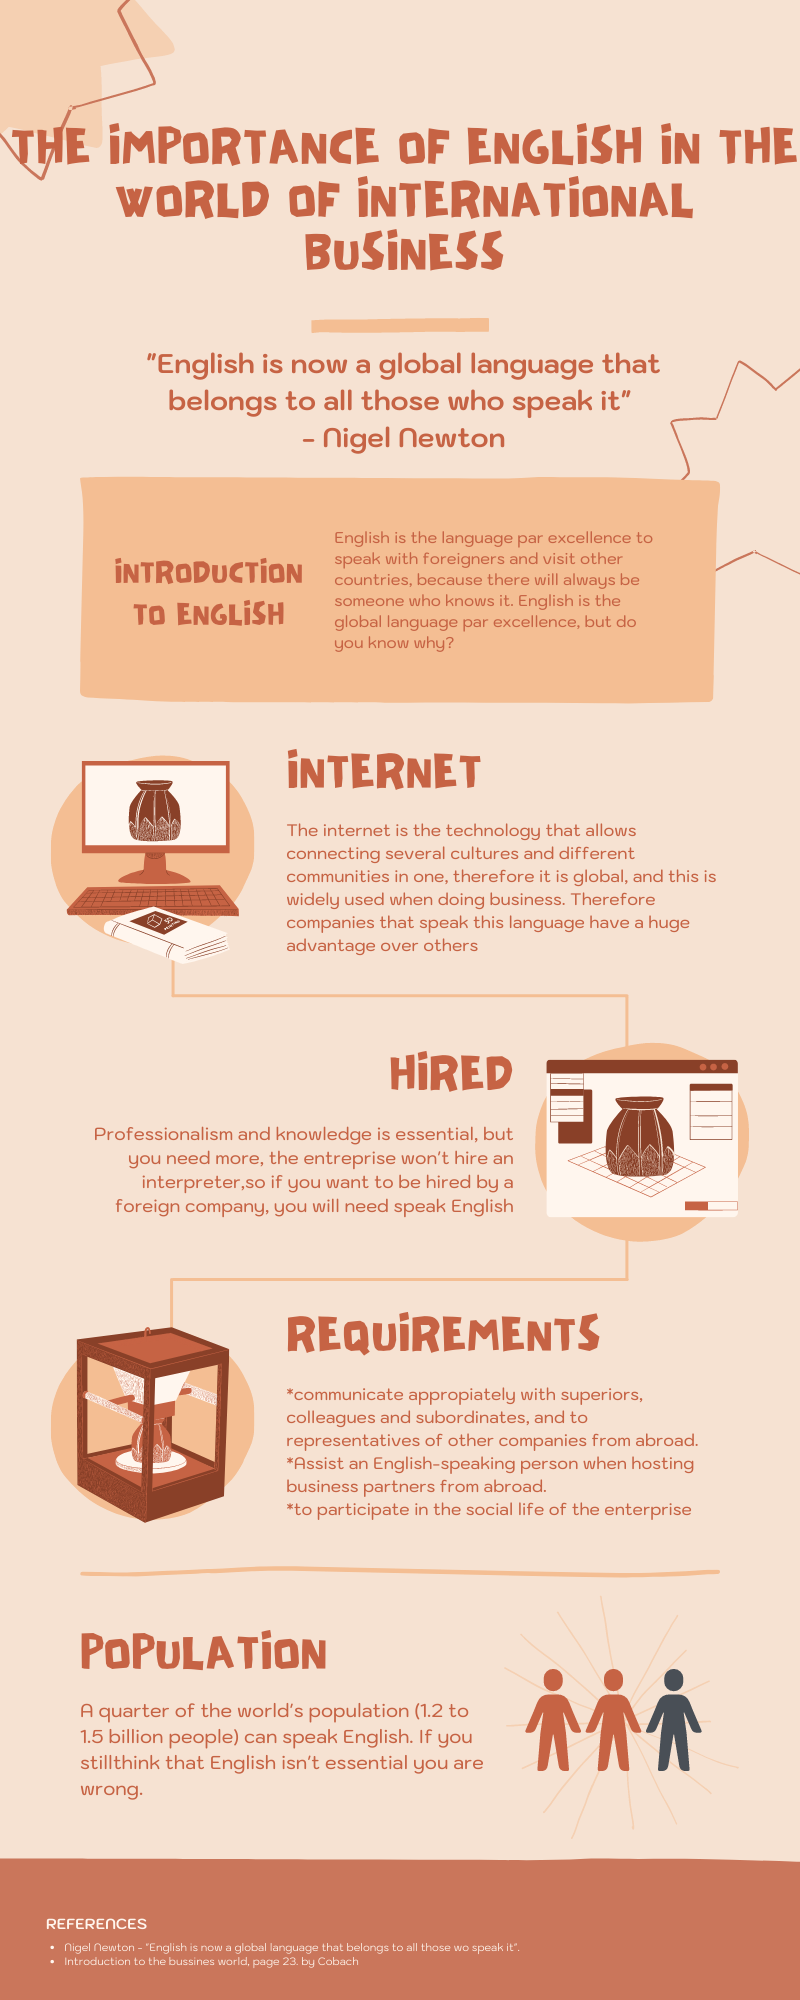 THE iMPORTANCE OF ENGLiSH iN THE
WORLD OF iNTERNATiONAL
BUSiNESS
"English is now a global language that
belongs to all those who speak it"
- Nigel Newton
iNTRODUCTiON
TO ENGLiSH
English is the language par excellence to
speak with foreigners and visit other
countries, because there will always be
someone who knows it. English is the
global language par excellence, but do
you know why?
iNTERNET
The internet is the technology that allows
connecting several cultures and different
communities in one, therefore it is global, and this is
widely used when doing business. Therefore
companies that speak this language have a huge
advantage over others
HiRED
Professionalism and knowledge is essential, but
you need more, the entreprise won't hire an
interpreter,so if you want to be hired by a
foreign company, you will need speak English
REQUiREMENTS
*communicate appropiately with superiors,
colleagues and subordinates, and to
representatives of other companies from abroad.
*Assist an English-speaking person when hosting
business partners from abroad.
*to participate in the social life of the enterprise
POPULATiON
A quarter of the world's population (1.2 to
1.5 billion people) can speak English. If you
stillthink that English isn't essential you are
wrong.
REFERENCES
• Nigel Newton - "English is now a global language that belongs to all those wo speak it".
• Introduction to the bussines world, page 23. by Cobach